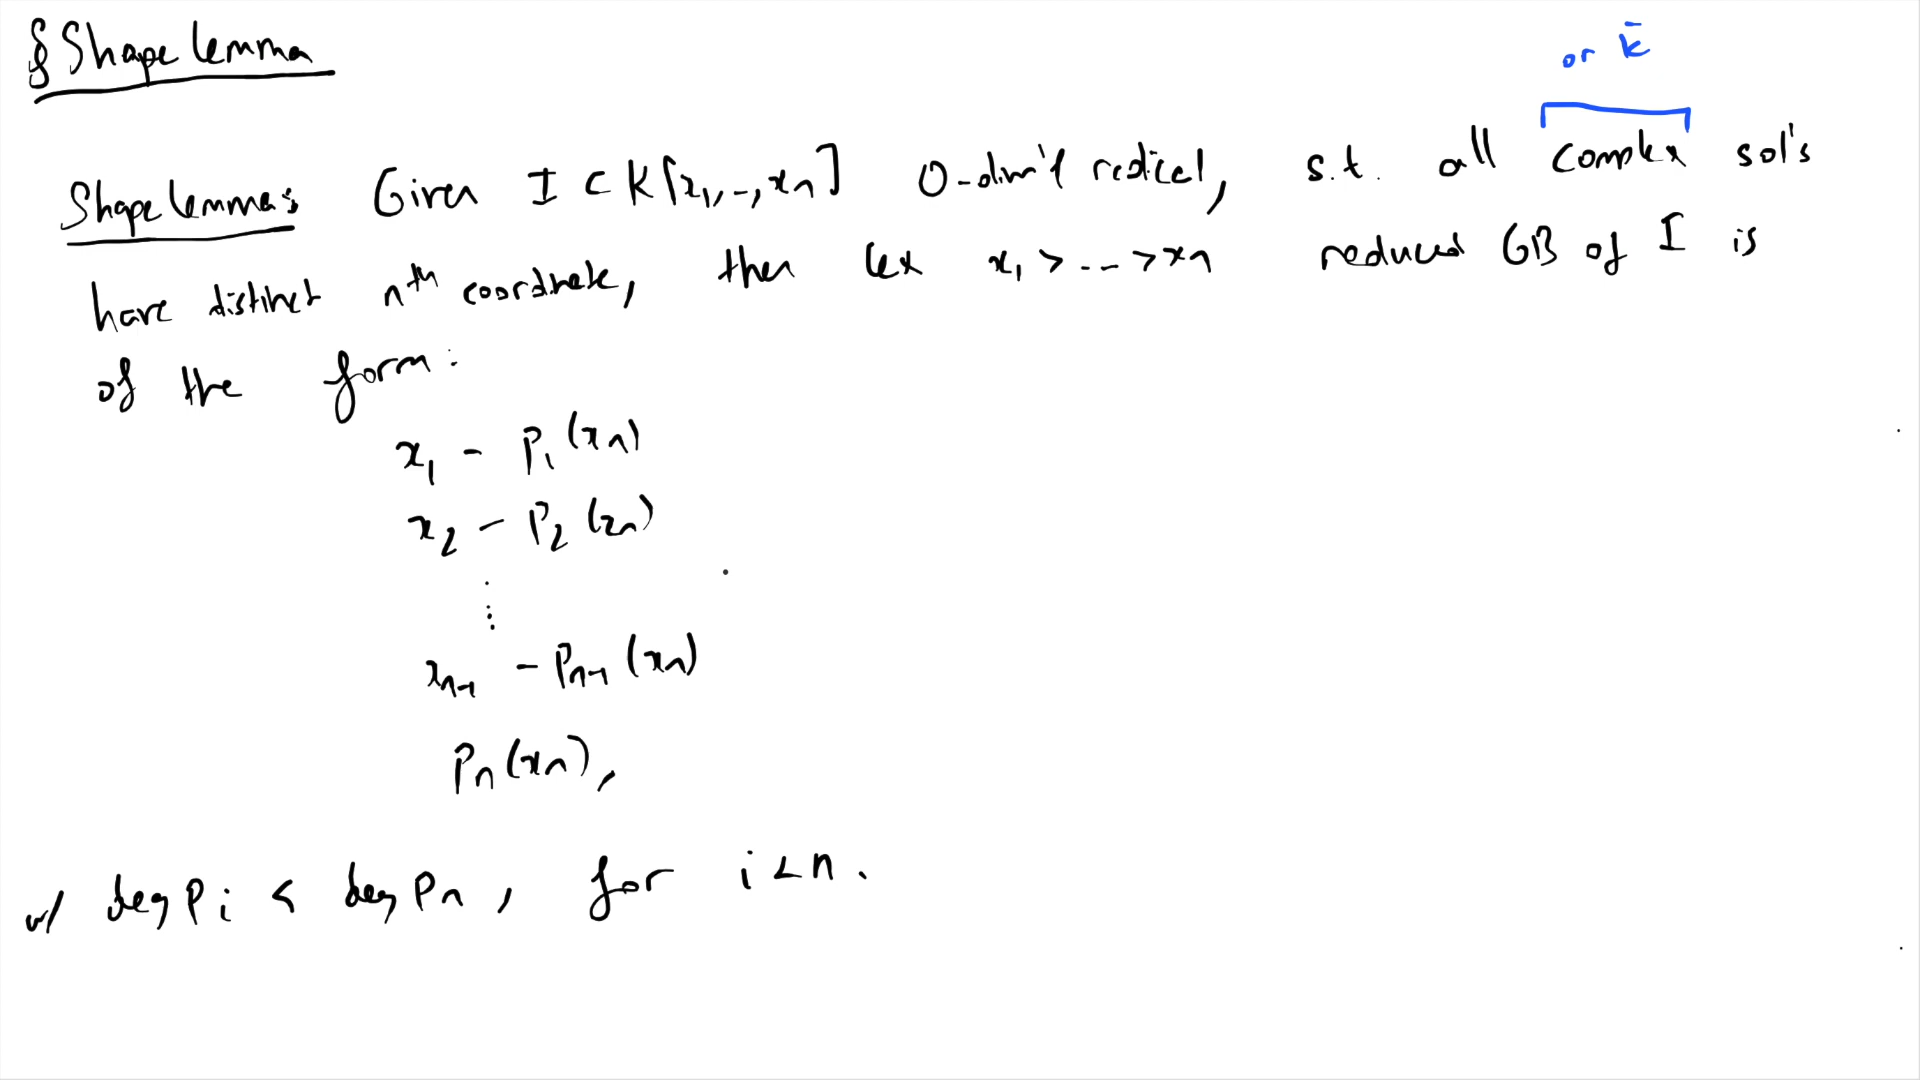 § Shape lemma
or k̄
Shape lemma: Given I ⊂ k[x₁,-,xₙ] 0-dim'l radical, s.t. all complex sol's
have distinct nᵗʰ coordinate, then lex x₁ > ... > xₙ reduced GB of I is
of the form:
x₁ - P₁(xₙ)
x₂ - P₂(xₙ)
⋮
xₙ₋₁ - Pₙ₋₁(xₙ)
Pₙ(xₙ),
w/ deg Pᵢ < deg Pₙ, for i < n.